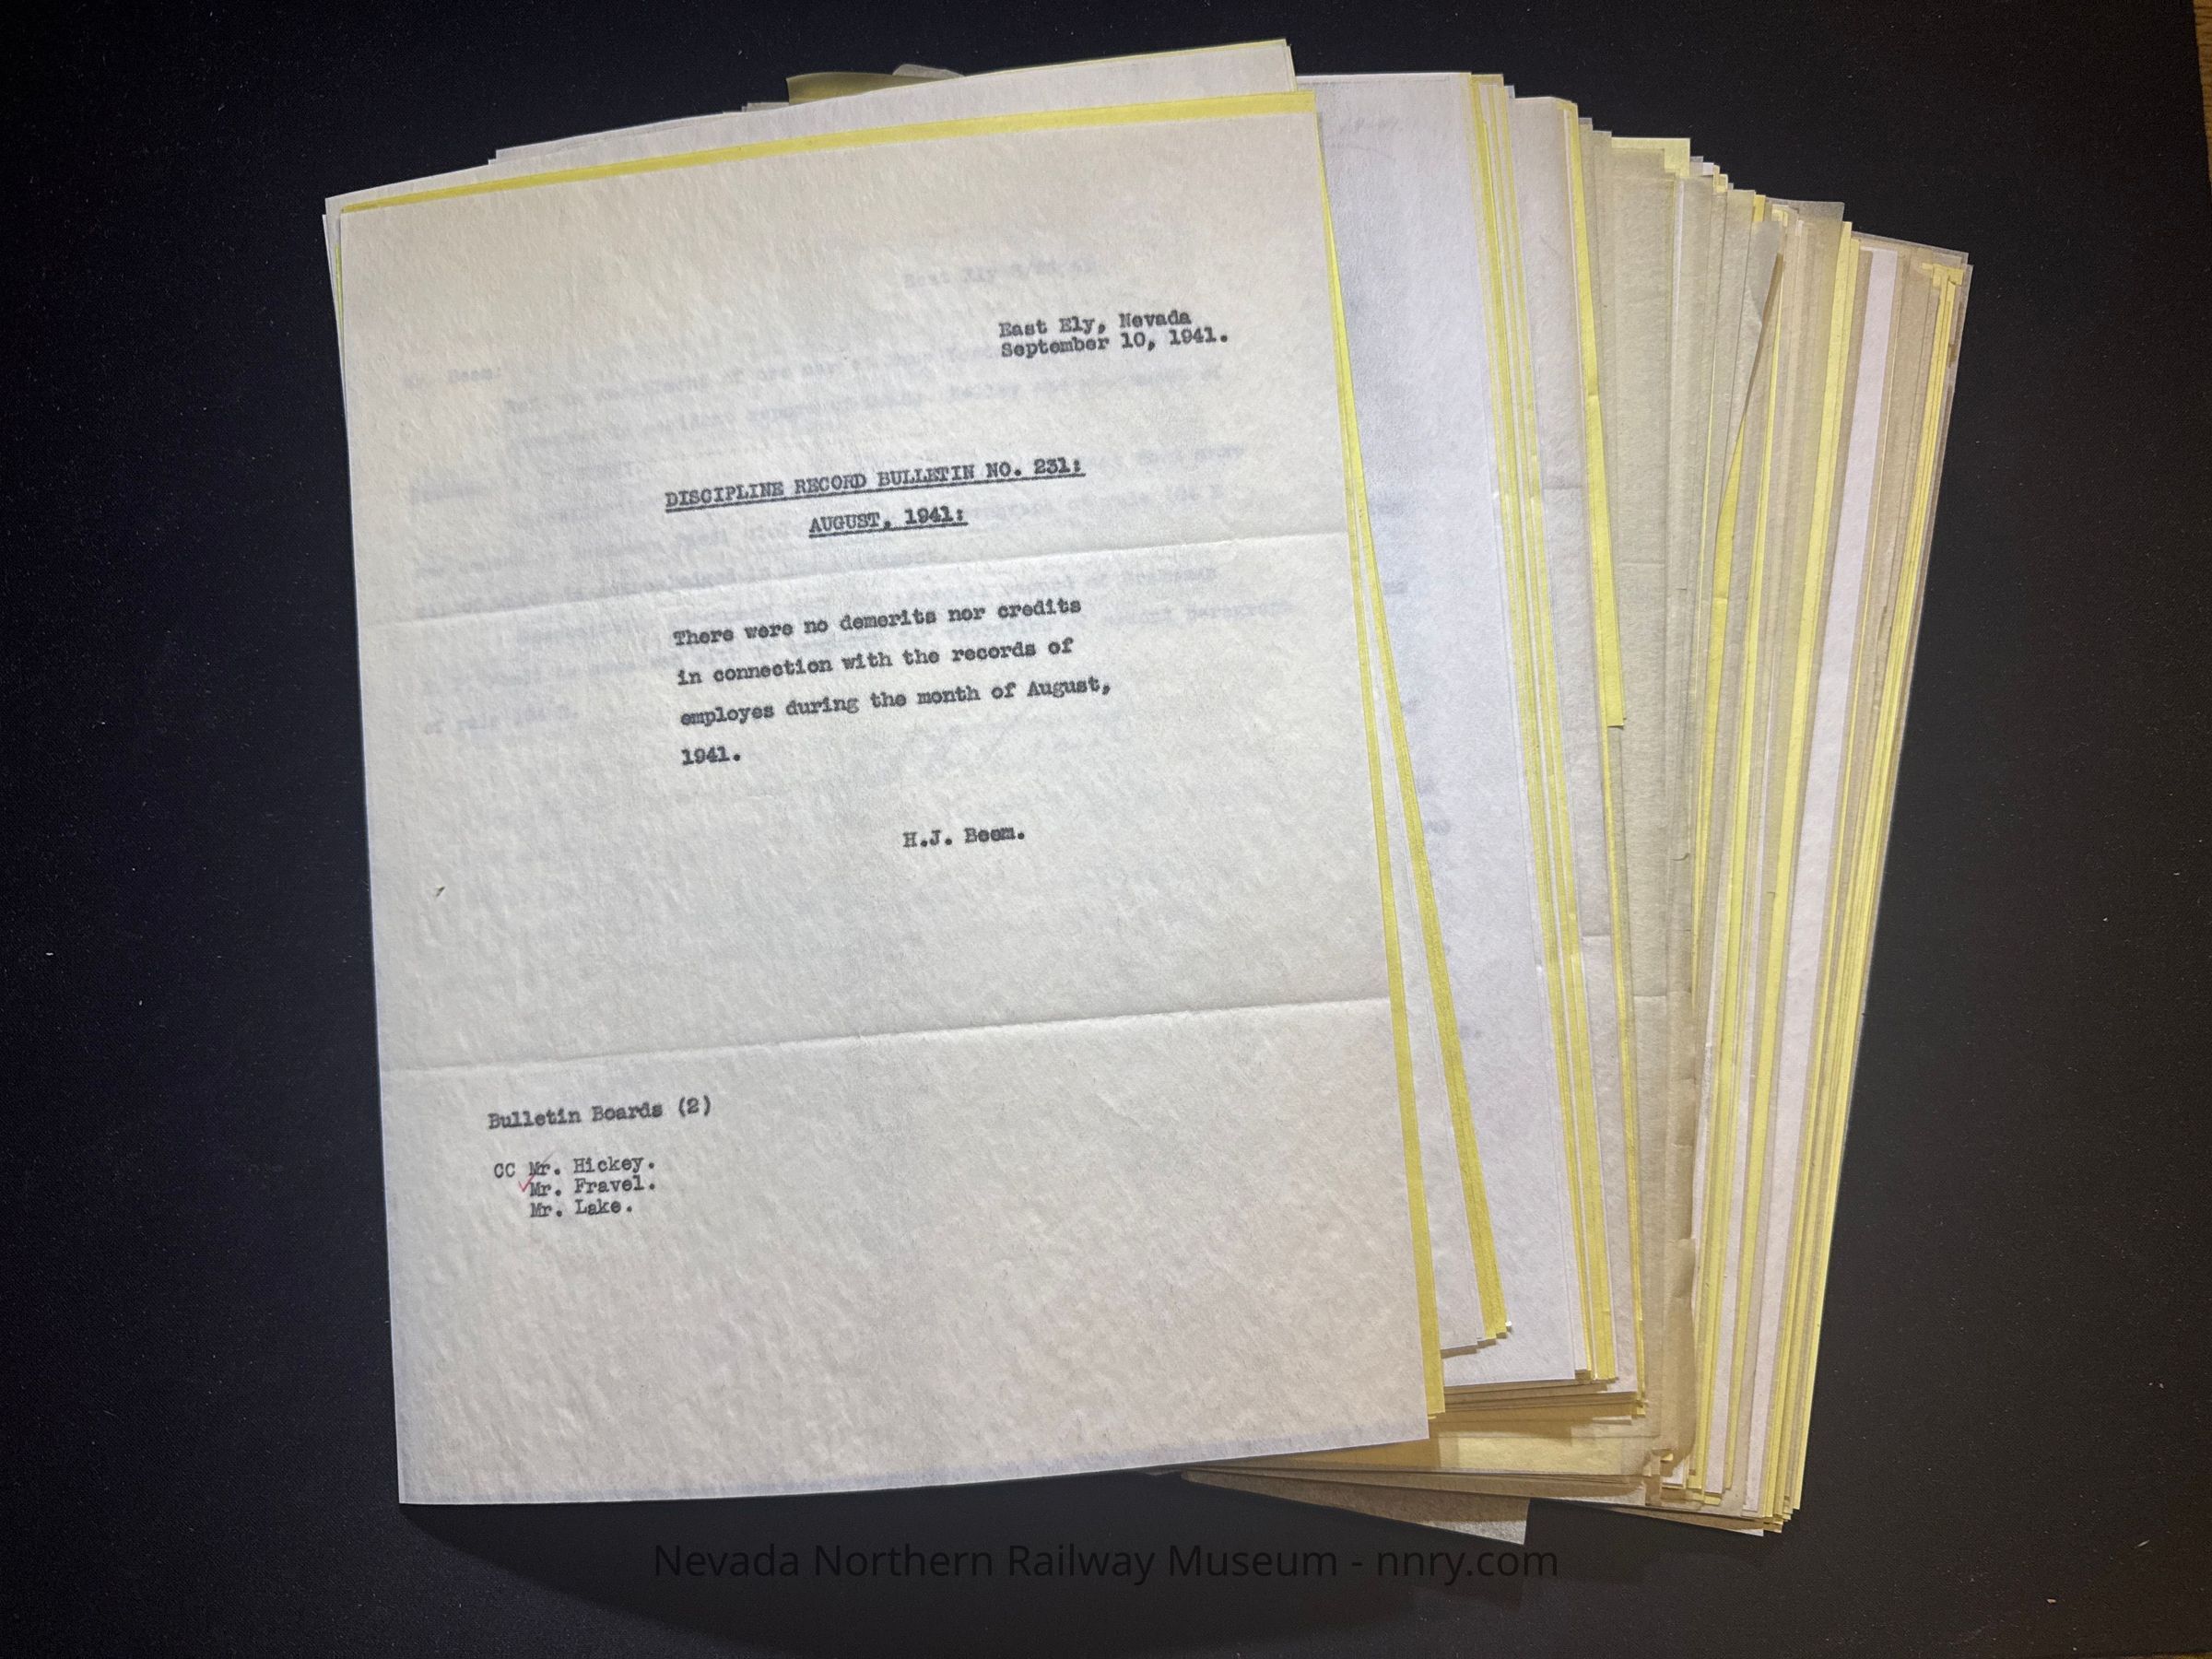 East Ely, Nevada
September 10, 1941.
DISCIPLINE RECORD BULLETIN NO. 231:
AUGUST, 1941:
There were no demerits nor credits
in connection with the records of
employes during the month of August,
1941.
H.J. Beem.
Bulletin Boards (2)
CC Mr. Hickey.
Mr. Fravel.
Mr. Lake.
Nevada Northern Railway Museum - nnry.com